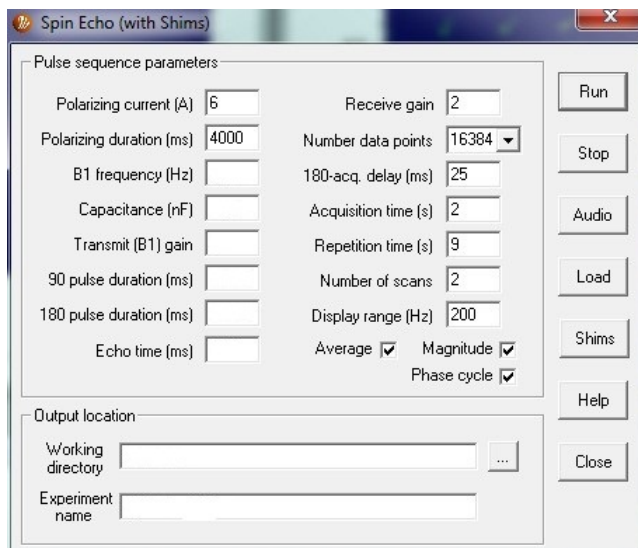 Spin Echo (with Shims)
Pulse sequence parameters
Polarizing current (A) 6
Polarizing duration (ms) 4000
B1 frequency (Hz)
Capacitance (nF)
Transmit (B1) gain
90 pulse duration (ms)
180 pulse duration (ms)
Echo time (ms)
Receive gain 2
Number data points 16384
180-acq. delay (ms) 25
Acquisition time (s) 2
Repetition time (s) 9
Number of scans 2
Display range (Hz) 200
Average Magnitude
Phase cycle
Run
Stop
Audio
Load
Shims
Help
Close
Output location
Working
directory
...
Experiment
name